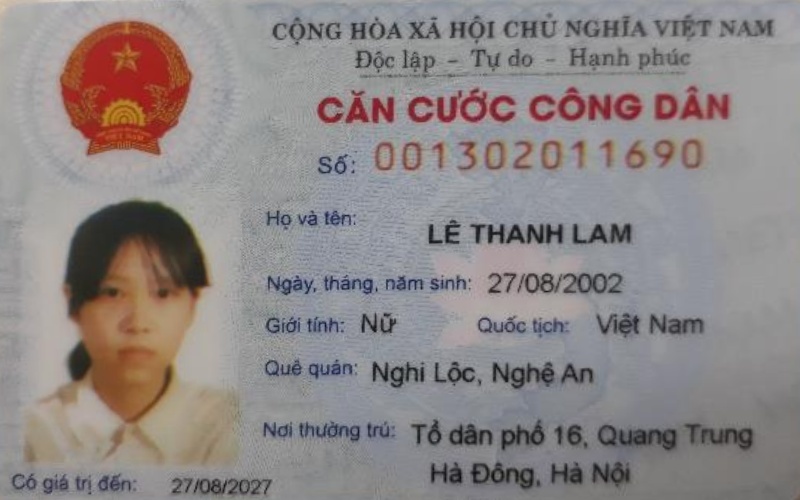 CỘNG HÒA XÃ HỘI CHỦ NGHĨA VIỆT NAM
Độc lập - Tự do - Hạnh phúc
CĂN CƯỚC CÔNG DÂN
Số: 001302011690
Họ và tên: LÊ THANH LAM
Ngày, tháng, năm sinh: 27/08/2002
Giới tính: Nữ Quốc tịch: Việt Nam
Quê quán: Nghi Lộc, Nghệ An
Nơi thường trú: Tổ dân phố 16, Quang Trung
Hà Đông, Hà Nội
Có giá trị đến: 27/08/2027